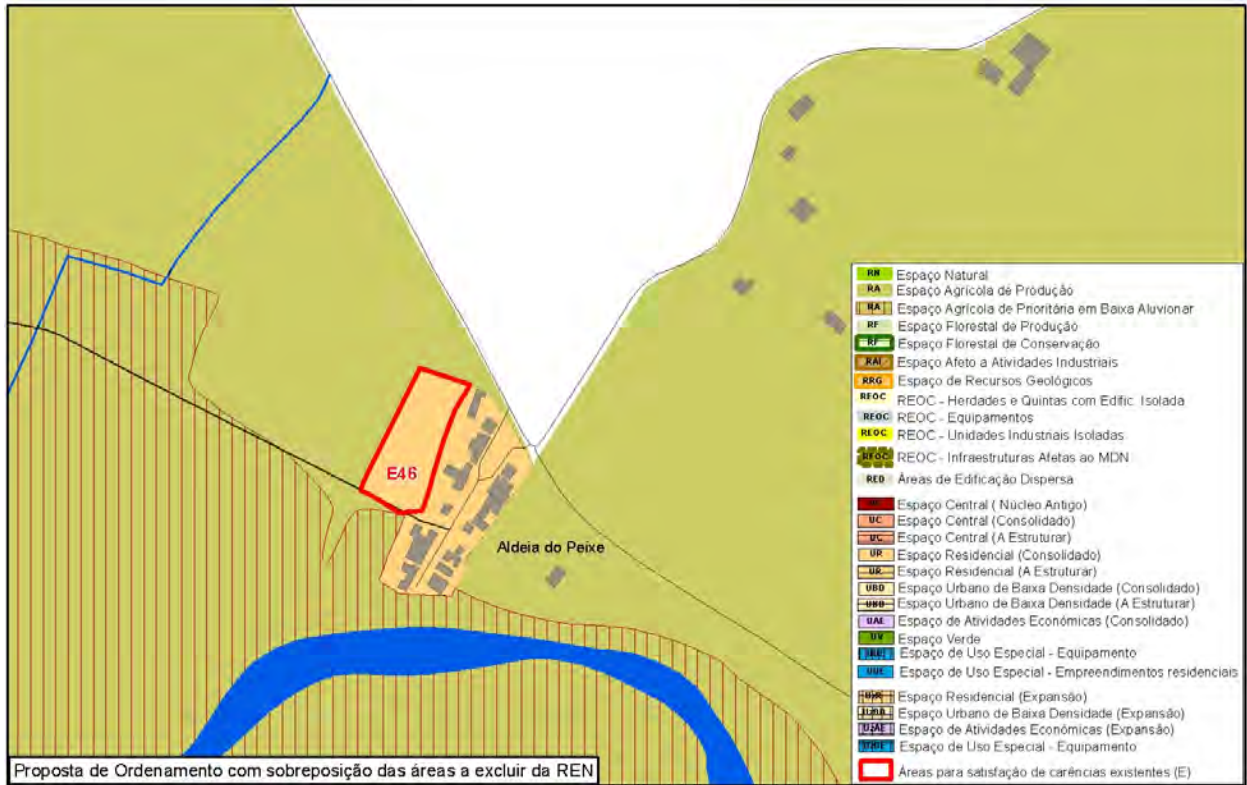 E46
Aldeia do Peixe
RN Espaço Natural
RA Espaço Agrícola de Produção
RA Espaço Agrícola de Prioritária em Baixa Aluvionar
RF Espaço Florestal de Produção
RF Espaço Florestal de Conservação
RAI Espaço Afeto a Atividades Industriais
RRG Espaço de Recursos Geológicos
REOC REOC - Herdades e Quintas com Edific. Isolada
REOC REOC - Equipamentos
REOC REOC - Unidades Industriais Isoladas
REOC REOC - Infraestruturas Afetas ao MDN
RED Áreas de Edificação Dispersa
UC Espaço Central ( Núcleo Antigo)
UC Espaço Central (Consolidado)
UC Espaço Central (A Estruturar)
UR Espaço Residencial (Consolidado)
UR Espaço Residencial (A Estruturar)
UBD Espaço Urbano de Baixa Densidade (Consolidado)
UBD Espaço Urbano de Baixa Densidade (A Estruturar)
UAE Espaço de Atividades Económicas (Consolidado)
UV Espaço Verde
Espaço de Uso Especial - Equipamento
UUE Espaço de Uso Especial - Empreendimentos residenciais
Espaço Residencial (Expansão)
Espaço Urbano de Baixa Densidade (Expansão)
Espaço de Atividades Económicas (Expansão)
Espaço de Uso Especial - Equipamento
Áreas para satisfação de carências existentes (E)
Proposta de Ordenamento com sobreposição das áreas a excluir da REN